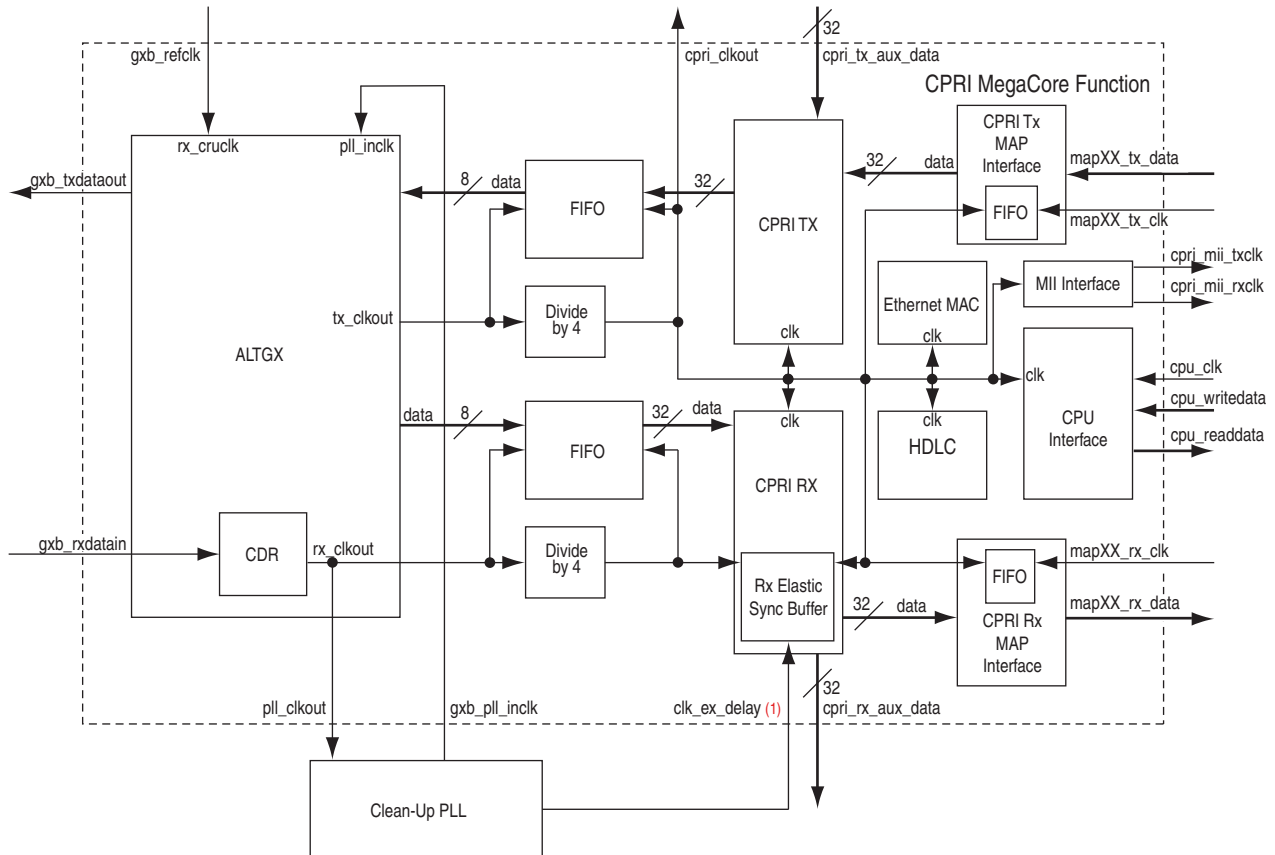 32
gxb_refclk
cpri_clkout
cpri_tx_aux_data
CPRI MegaCore Function
rx_cruclk
pll_inclk
CPRI Tx
MAP
Interface
gxb_txdataout
8
data
FIFO
32
CPRI TX
32
data
mapXX_tx_data
FIFO
mapXX_tx_clk
cpri_mii_txclk
MII Interface
cpri_mii_rxclk
tx_clkout
Divide
by 4
Ethernet MAC
clk
clk
ALTGX
clk
cpu_clk
cpu_writedata
cpu_readdata
CPU
Interface
data
8
FIFO
32
data
clk
clk
HDLC
CPRI RX
gxb_rxdatain
CDR
rx_clkout
Divide
by 4
Rx Elastic
Sync Buffer
32
data
FIFO
mapXX_rx_clk
mapXX_rx_data
CPRI Rx
MAP
Interface
32
pll_clkout
gxb_pll_inclk
clk_ex_delay (1)
cpri_rx_aux_data
Clean-Up PLL